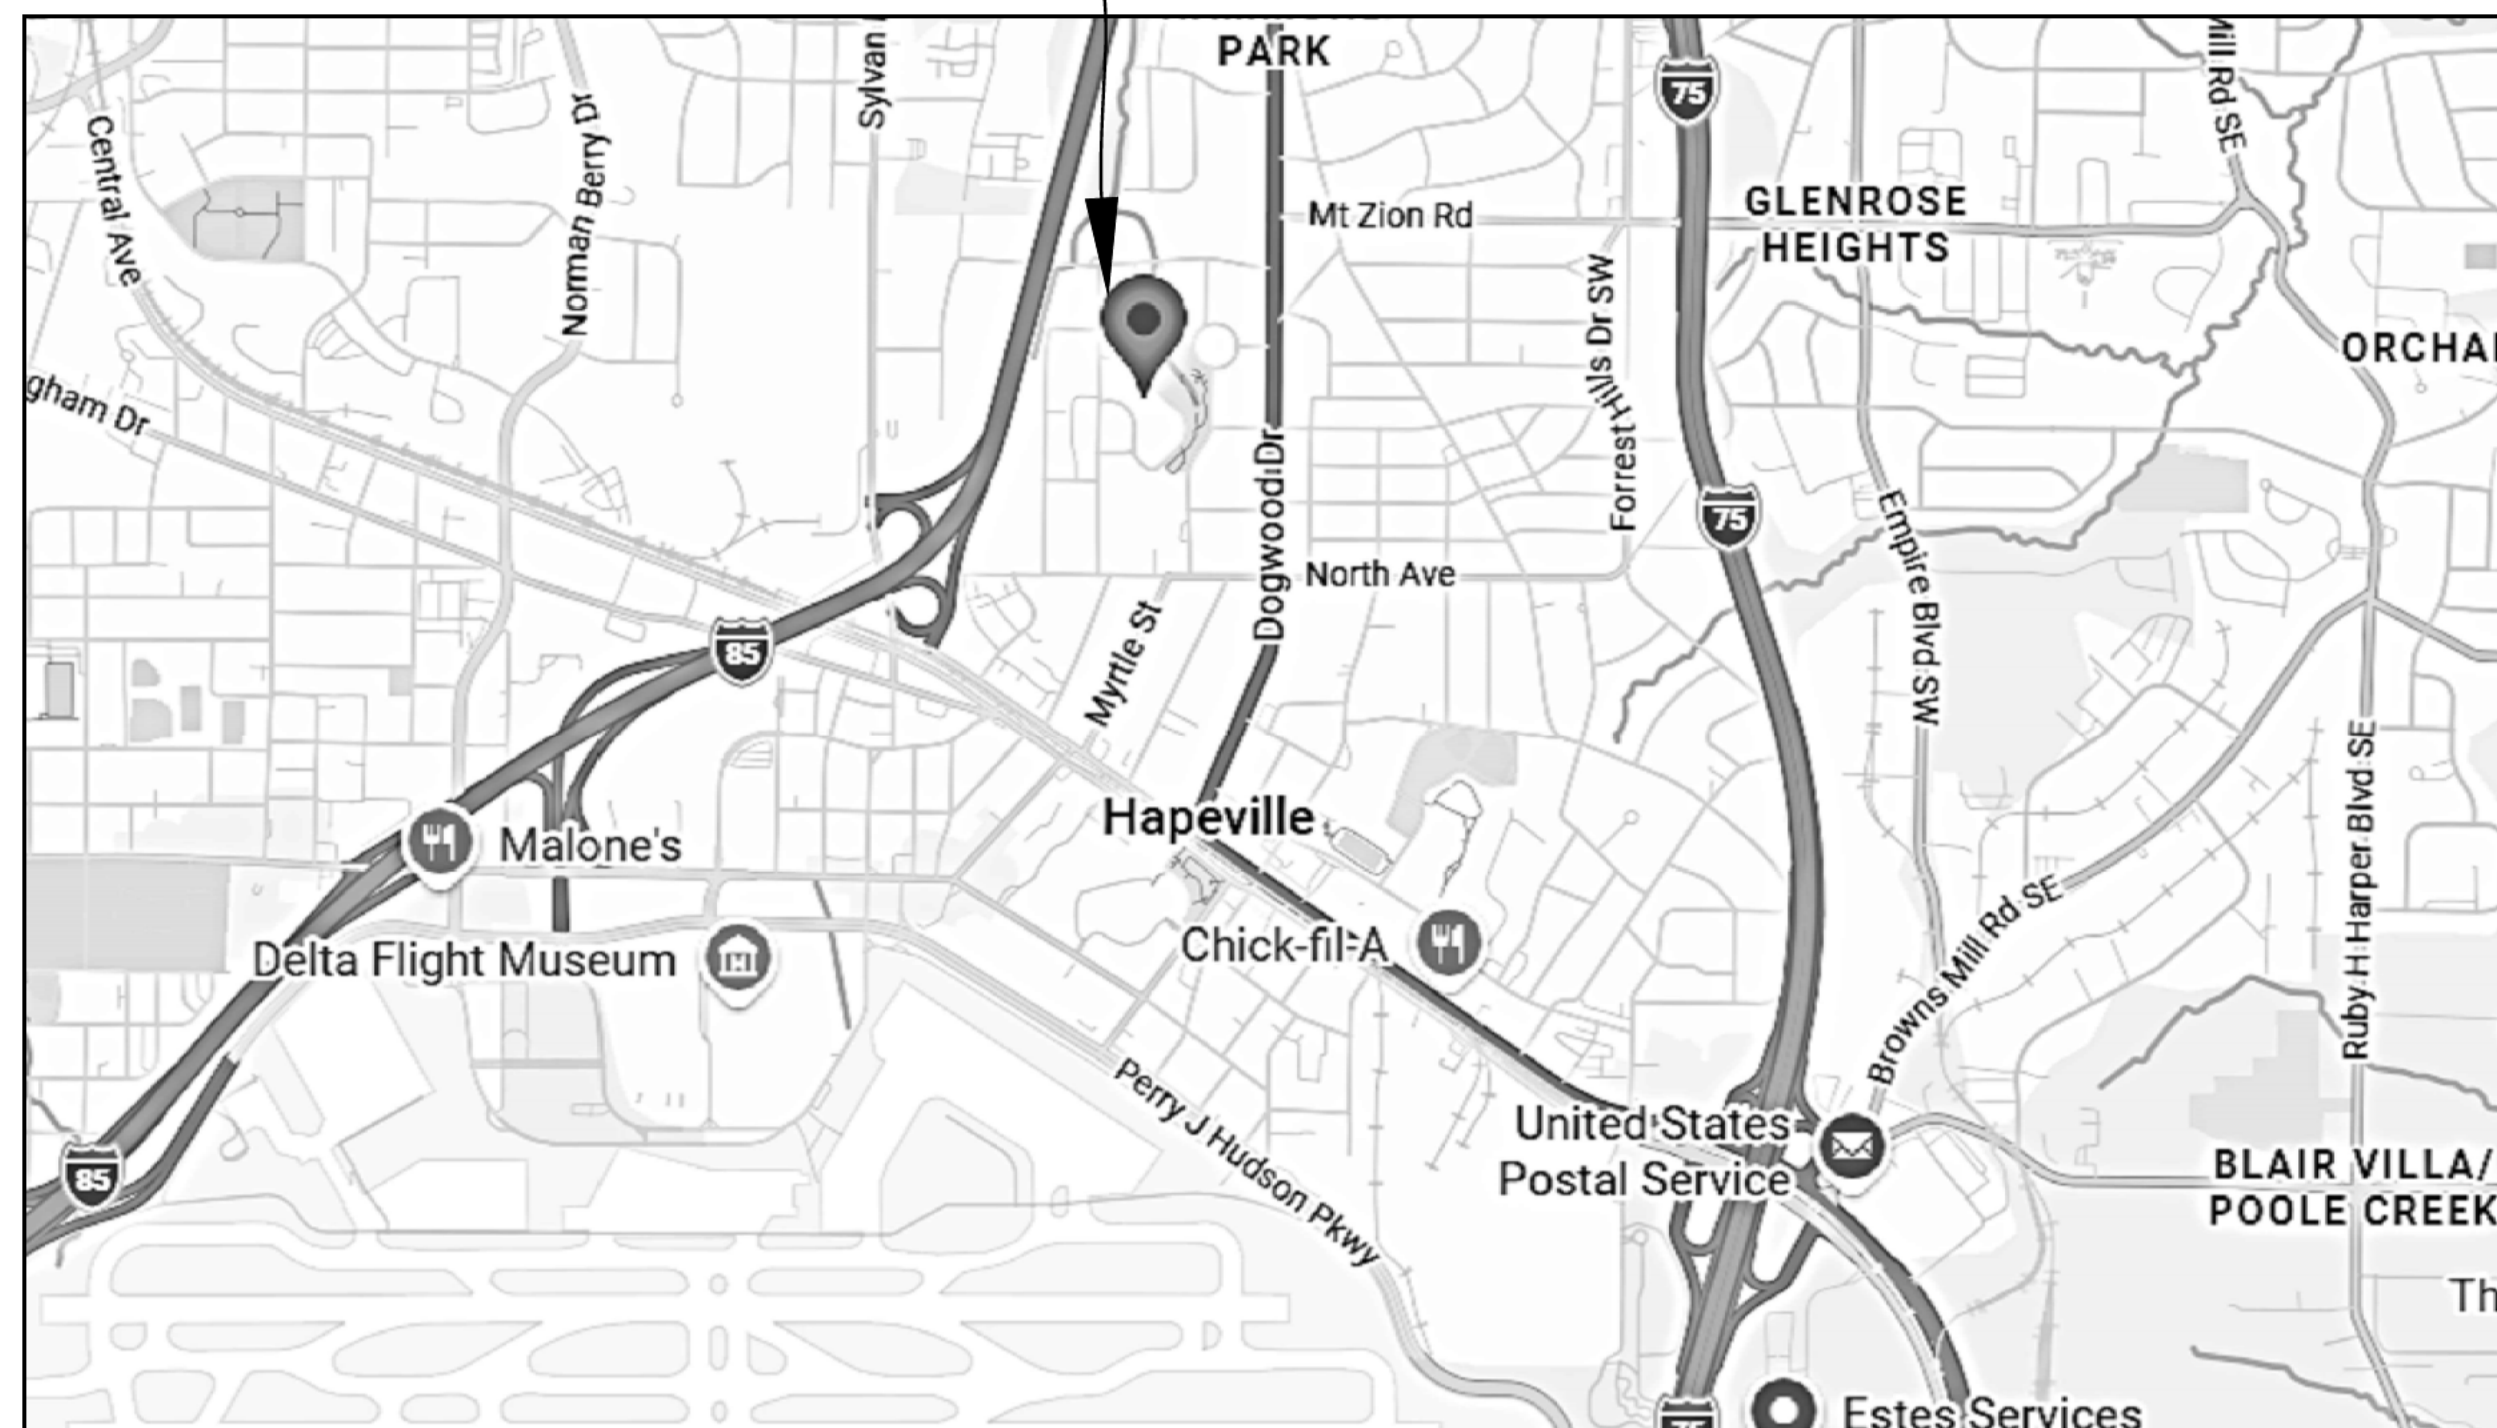 PARK
Sylvan
75
Mill Rd SE
Central Ave
Norman Berry Dr
Mt Zion Rd
GLENROSE
HEIGHTS
Forrest Hills Dr SW
ORCHA
gham Dr
Dogwood Dr
75
Empire Blvd SW
North Ave
Myrtle St
85
Hapeville
Malone's
Ruby H Harper Blvd SE
Browns Mill Rd SE
Chick-fil-A
Delta Flight Museum
Perry J Hudson Pkwy
United States
Postal Service
85
BLAIR VILLA/
POOLE CREEK
Th
75
Estes Services